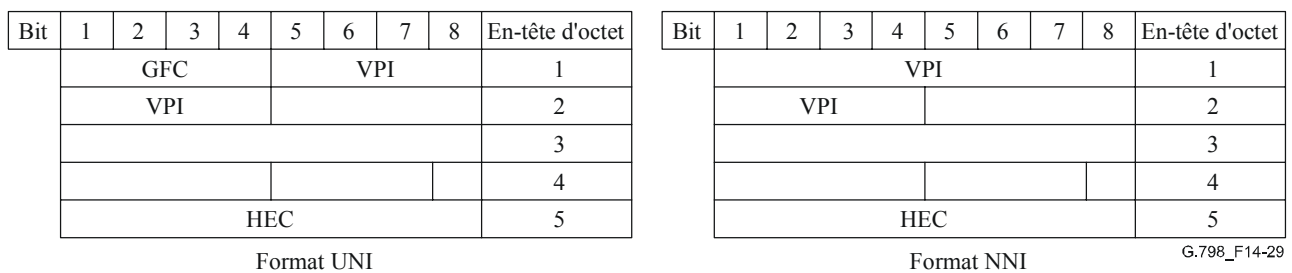 Bit 1 2 3 4 5 6 7 8 En-tête d'octet
GFC VPI 1
VPI 2
3
4
HEC 5
Format UNI
Bit 1 2 3 4 5 6 7 8 En-tête d'octet
VPI 1
VPI 2
3
4
HEC 5
Format NNI
G.798_F14-29